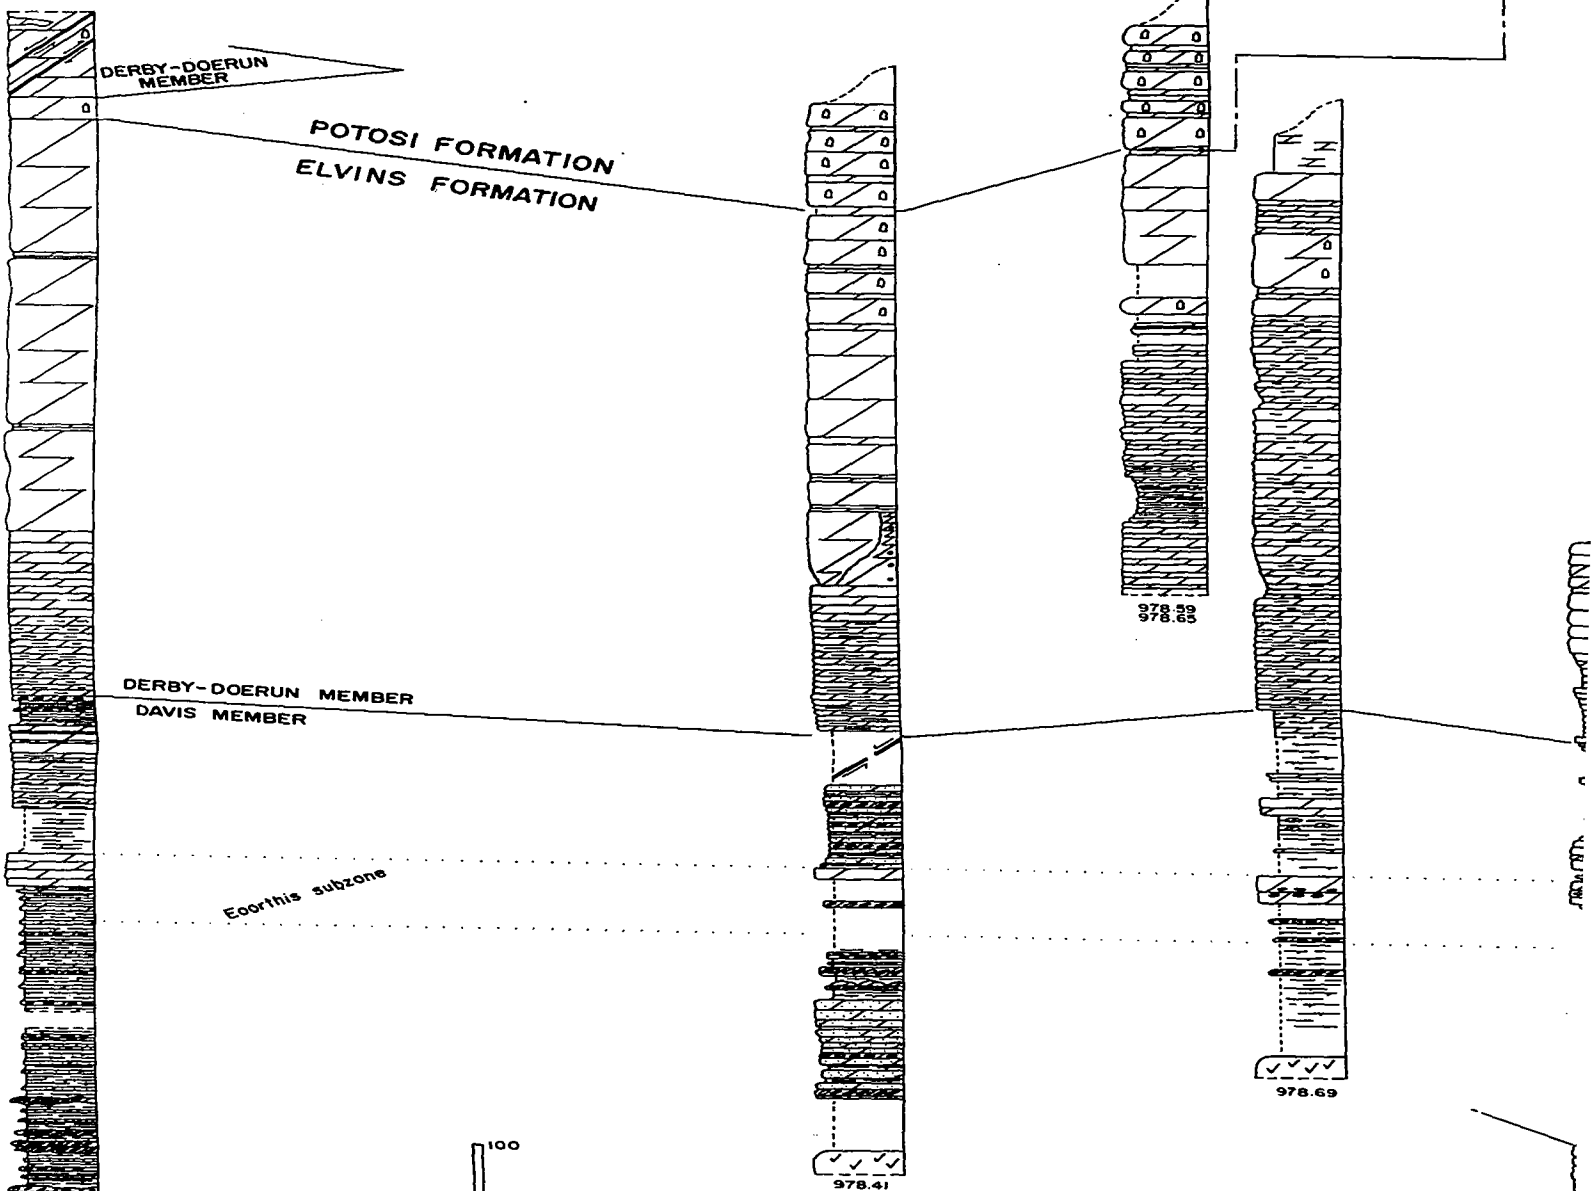 DERBY-DOERUN
MEMBER
POTOSI FORMATION
ELVINS FORMATION
978.59
978.65
DERBY-DOERUN MEMBER
DAVIS MEMBER
Eoorthis subzone
978.69
100
978.41